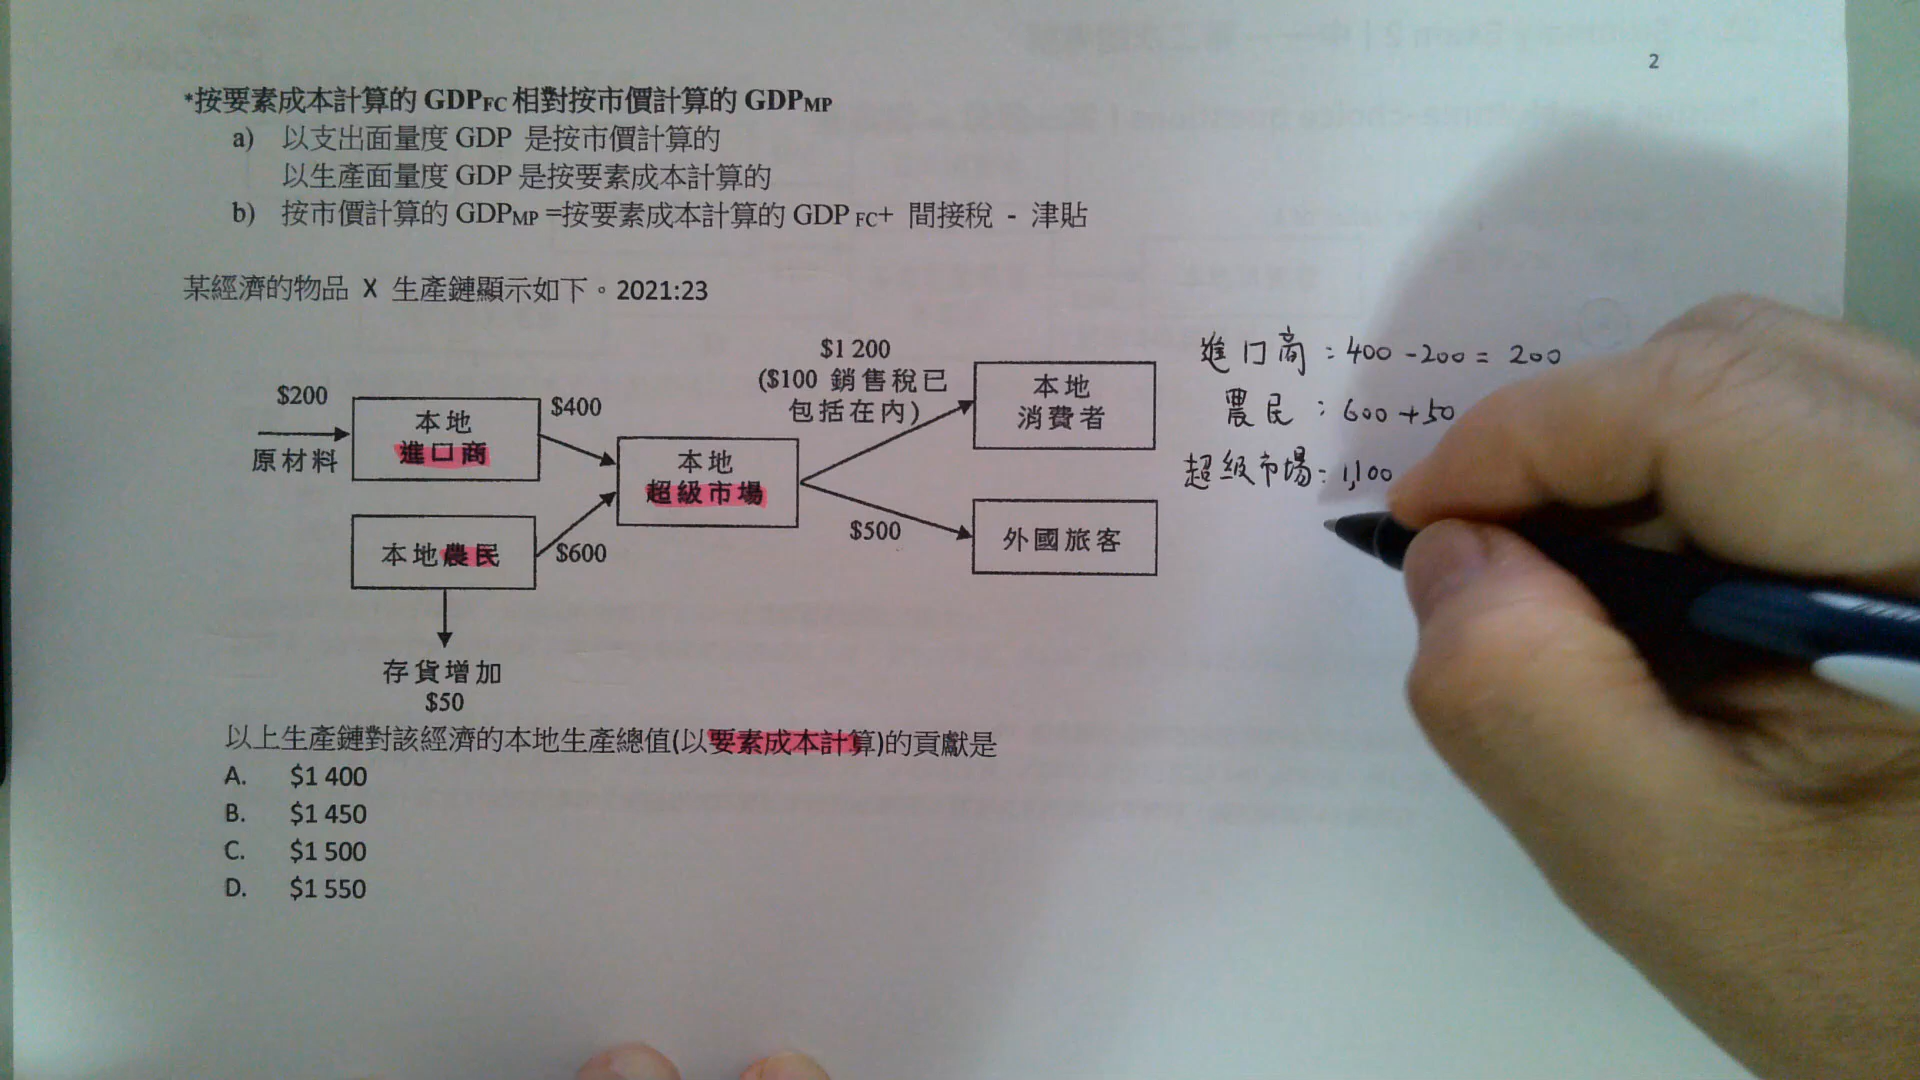 2
*按要素成本計算的 GDPFC 相對按市價計算的 GDPMP
a) 以支出面量度 GDP 是按市價計算的
以生產面量度 GDP 是按要素成本計算的
b) 按市價計算的 GDPMP =按要素成本計算的 GDP FC+ 間接稅 - 津貼
某經濟的物品 X 生產鏈顯示如下。2021:23
$200
原材料
本地
進口商
$400
本地農民
$600
存貨增加
$50
本地
超級市場
$1 200
($100 銷售稅已
包括在內)
本地
消費者
$500
外國旅客
進口商：400 - 200 = 200
農民：600 + 50
超級市場：1,100
以上生產鏈對該經濟的本地生產總值(以要素成本計算)的貢獻是
A. $1 400
B. $1 450
C. $1 500
D. $1 550